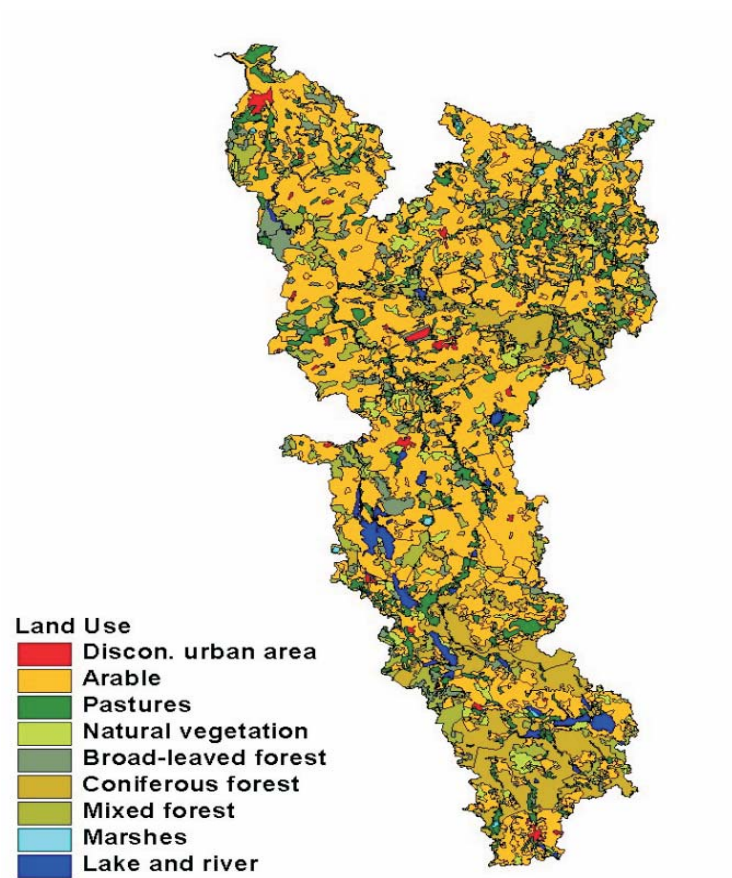 Land Use
Discon. urban area
Arable
Pastures
Natural vegetation
Broad-leaved forest
Coniferous forest
Mixed forest
Marshes
Lake and river